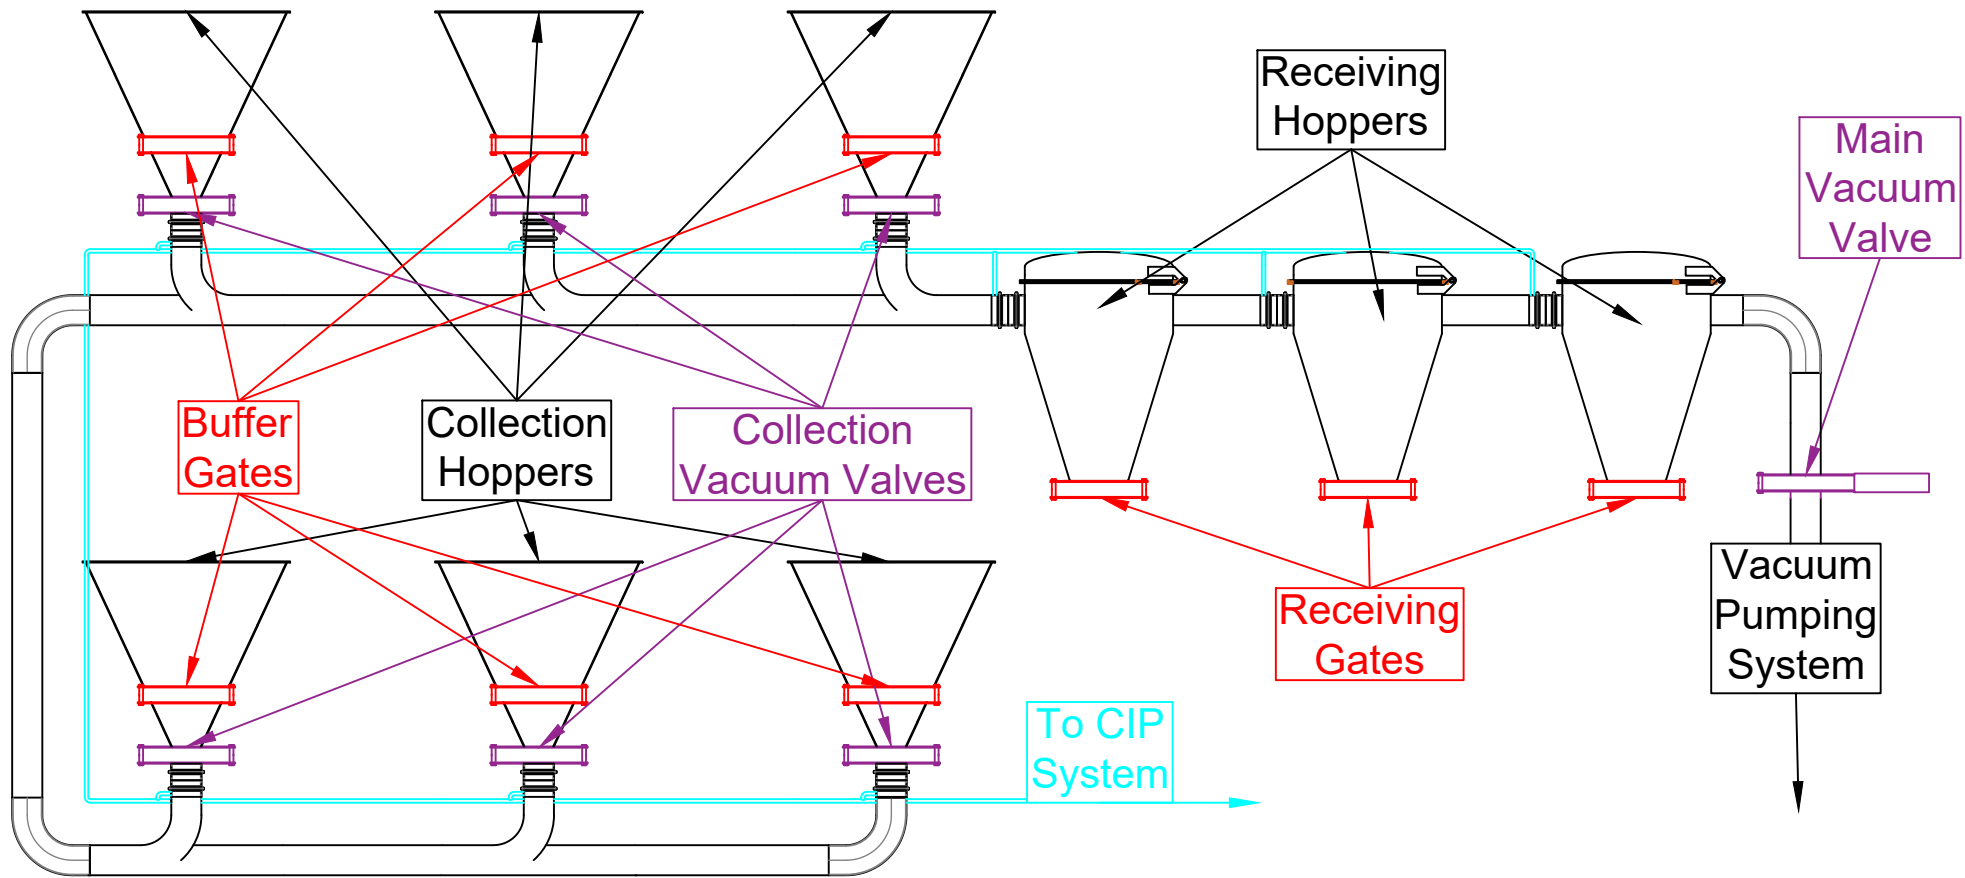 Receiving
Hoppers
Main
Vacuum
Valve
Buffer
Gates
Collection
Hoppers
Collection
Vacuum Valves
Vacuum
Pumping
System
Receiving
Gates
To CIP
System